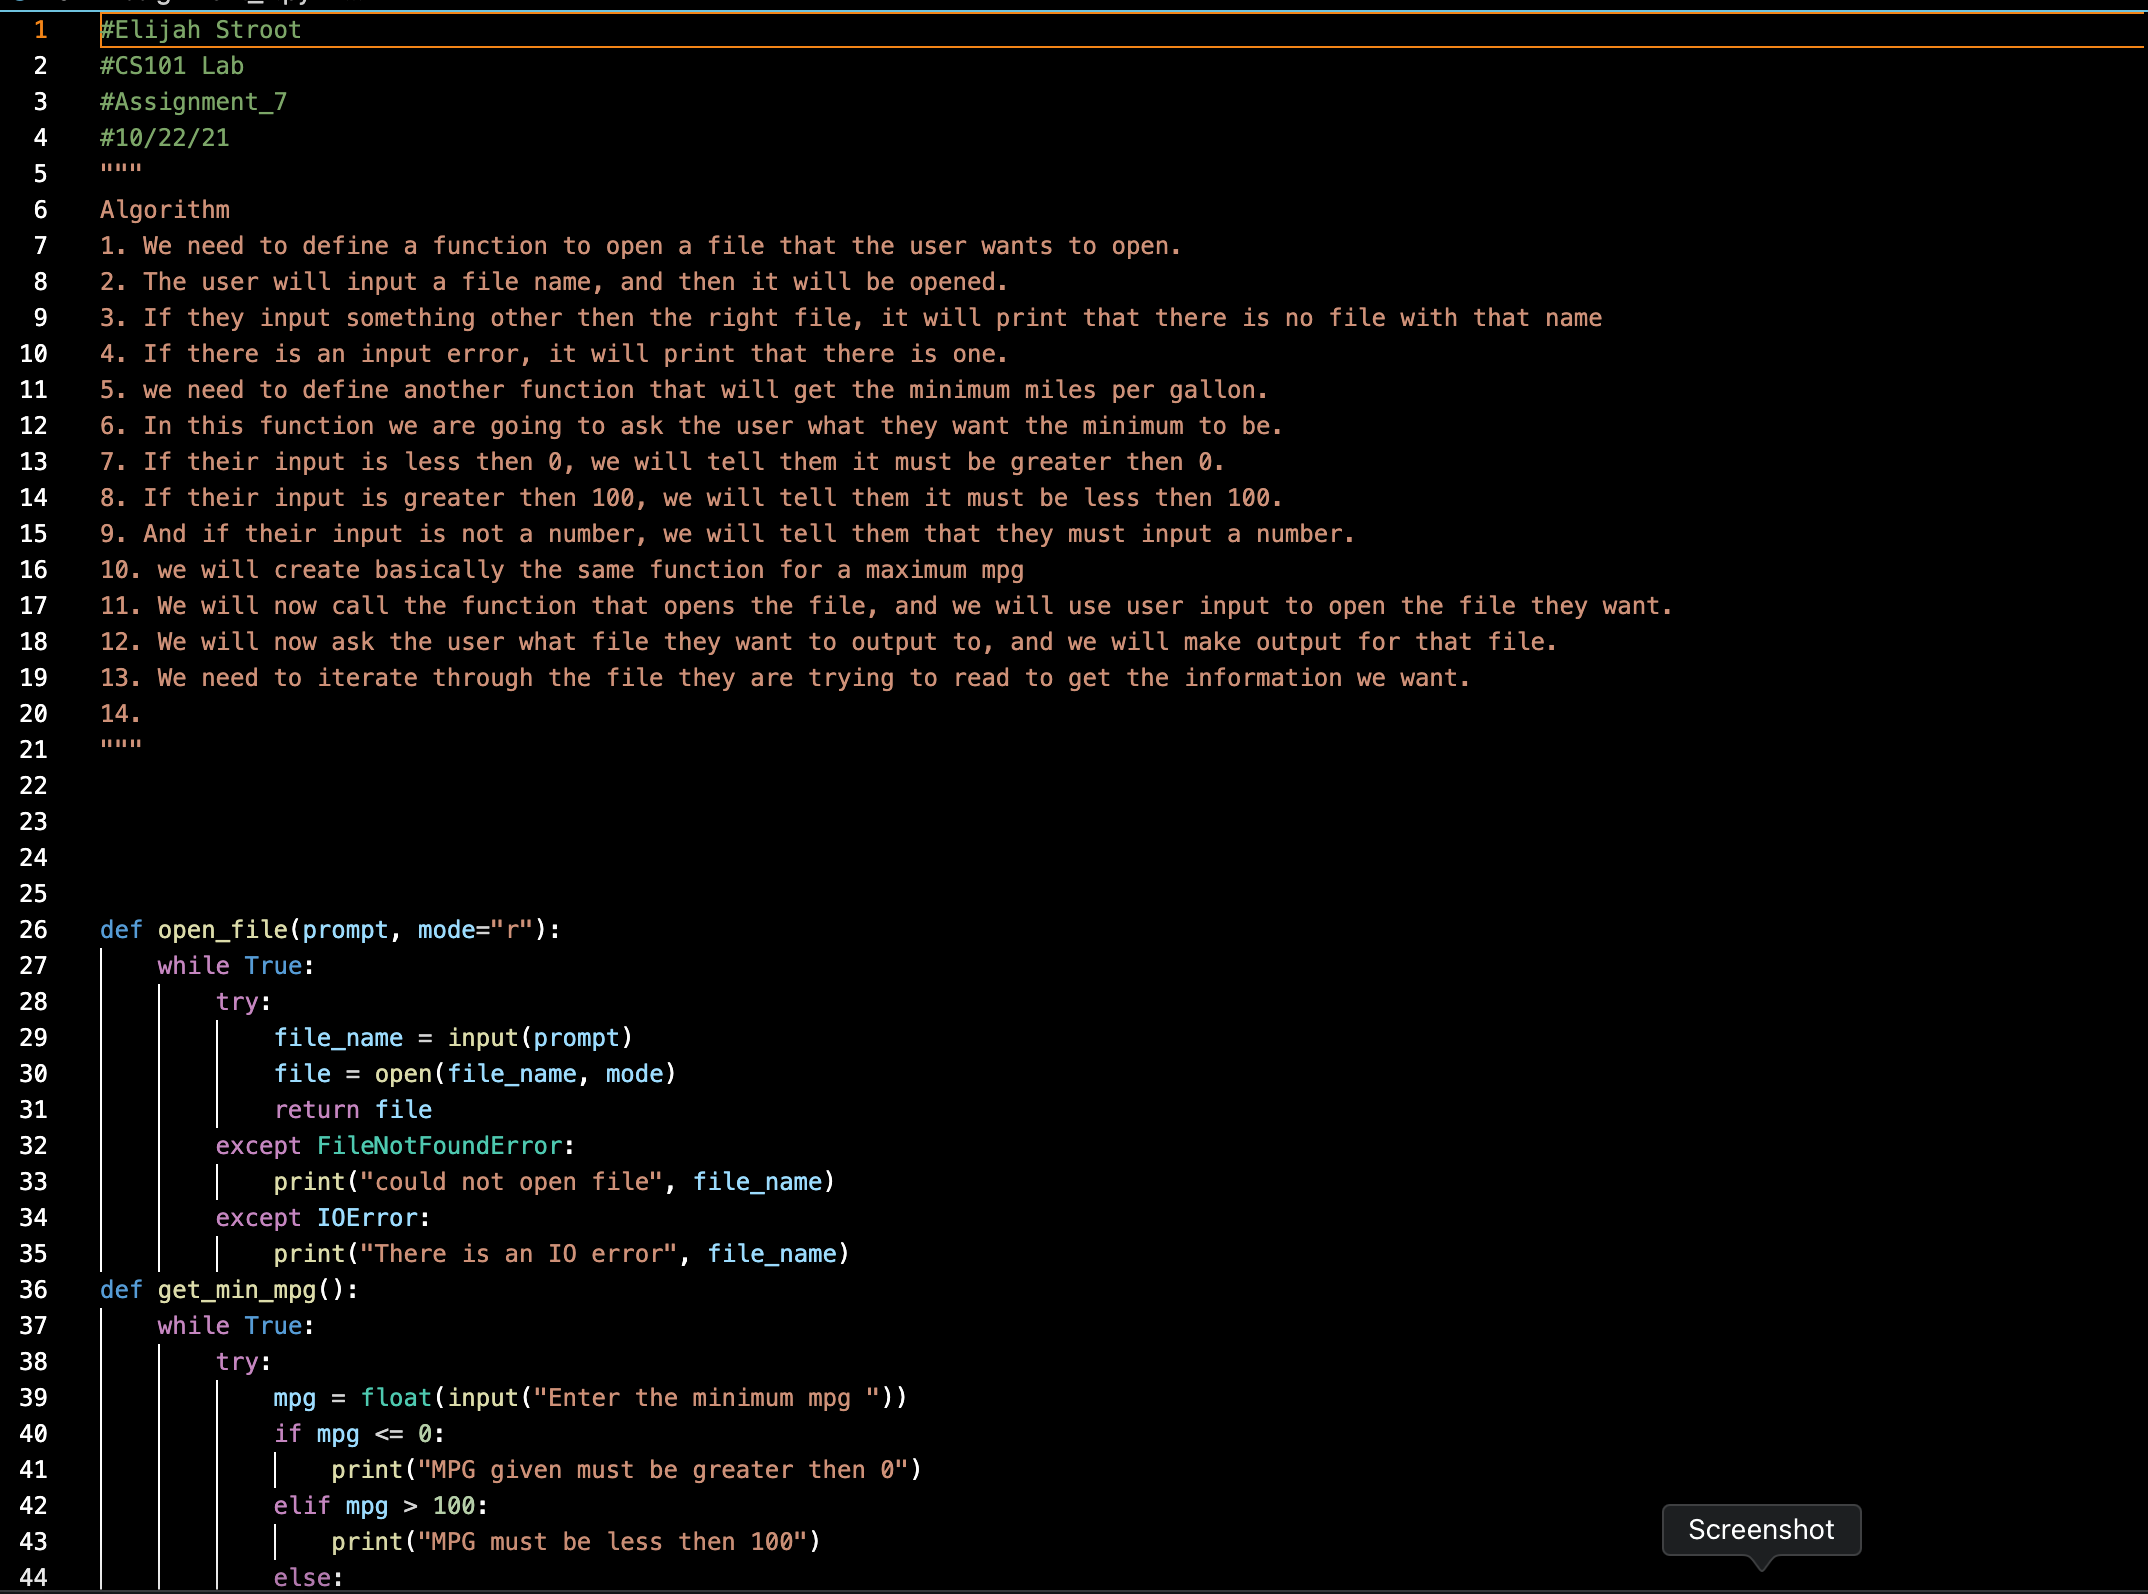 1 #Elijah Stroot
2 #CS101 Lab
3 #Assignment_7
4 #10/22/21
5 """
6 Algorithm
7 1. We need to define a function to open a file that the user wants to open.
8 2. The user will input a file name, and then it will be opened.
9 3. If they input something other then the right file, it will print that there is no file with that name
10 4. If there is an input error, it will print that there is one.
11 5. we need to define another function that will get the minimum miles per gallon.
12 6. In this function we are going to ask the user what they want the minimum to be.
13 7. If their input is less then 0, we will tell them it must be greater then 0.
14 8. If their input is greater then 100, we will tell them it must be less then 100.
15 9. And if their input is not a number, we will tell them that they must input a number.
16 10. we will create basically the same function for a maximum mpg
17 11. We will now call the function that opens the file, and we will use user input to open the file they want.
18 12. We will now ask the user what file they want to output to, and we will make output for that file.
19 13. We need to iterate through the file they are trying to read to get the information we want.
20 14.
21 """
22
23
24
25
26 def open_file(prompt, mode="r"):
27     while True:
28         try:
29             file_name = input(prompt)
30             file = open(file_name, mode)
31             return file
32         except FileNotFoundError:
33             print("could not open file", file_name)
34         except IOError:
35             print("There is an IO error", file_name)
36 def get_min_mpg():
37     while True:
38         try:
39             mpg = float(input("Enter the minimum mpg "))
40             if mpg <= 0:
41                 print("MPG given must be greater then 0")
42             elif mpg > 100:
43                 print("MPG must be less then 100")
44             else:
Screenshot